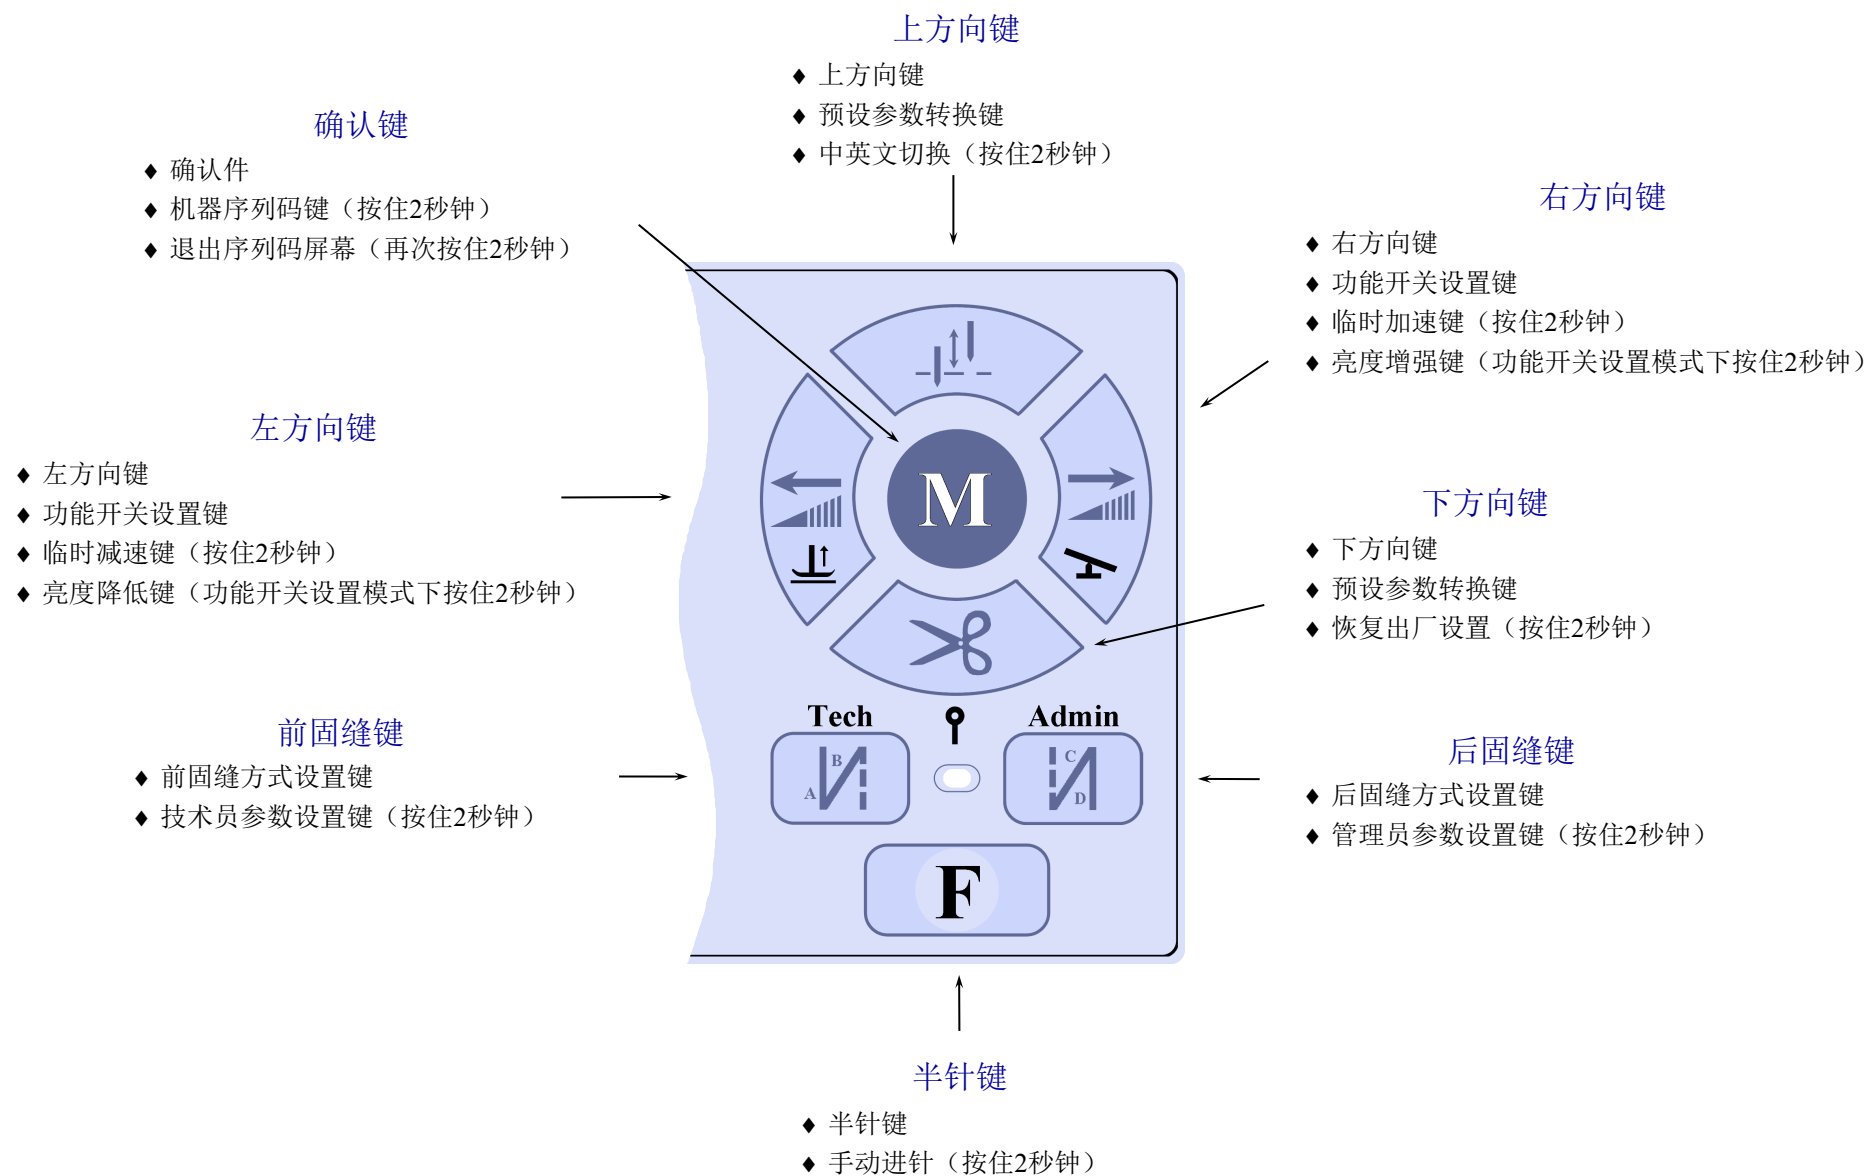 上方向键
♦ 上方向键
♦ 预设参数转换键
♦ 中英文切换（按住2秒钟）
确认键
♦ 确认件
♦ 机器序列码键（按住2秒钟）
♦ 退出序列码屏幕（再次按住2秒钟）
右方向键
♦ 右方向键
♦ 功能开关设置键
♦ 临时加速键（按住2秒钟）
♦ 亮度增强键（功能开关设置模式下按住2秒钟）
左方向键
♦ 左方向键
♦ 功能开关设置键
♦ 临时减速键（按住2秒钟）
♦ 亮度降低键（功能开关设置模式下按住2秒钟）
M
下方向键
♦ 下方向键
♦ 预设参数转换键
♦ 恢复出厂设置（按住2秒钟）
前固缝键
♦ 前固缝方式设置键
♦ 技术员参数设置键（按住2秒钟）
Tech
Admin
B
A
C
D
后固缝键
♦ 后固缝方式设置键
♦ 管理员参数设置键（按住2秒钟）
F
半针键
♦ 半针键
♦ 手动进针（按住2秒钟）